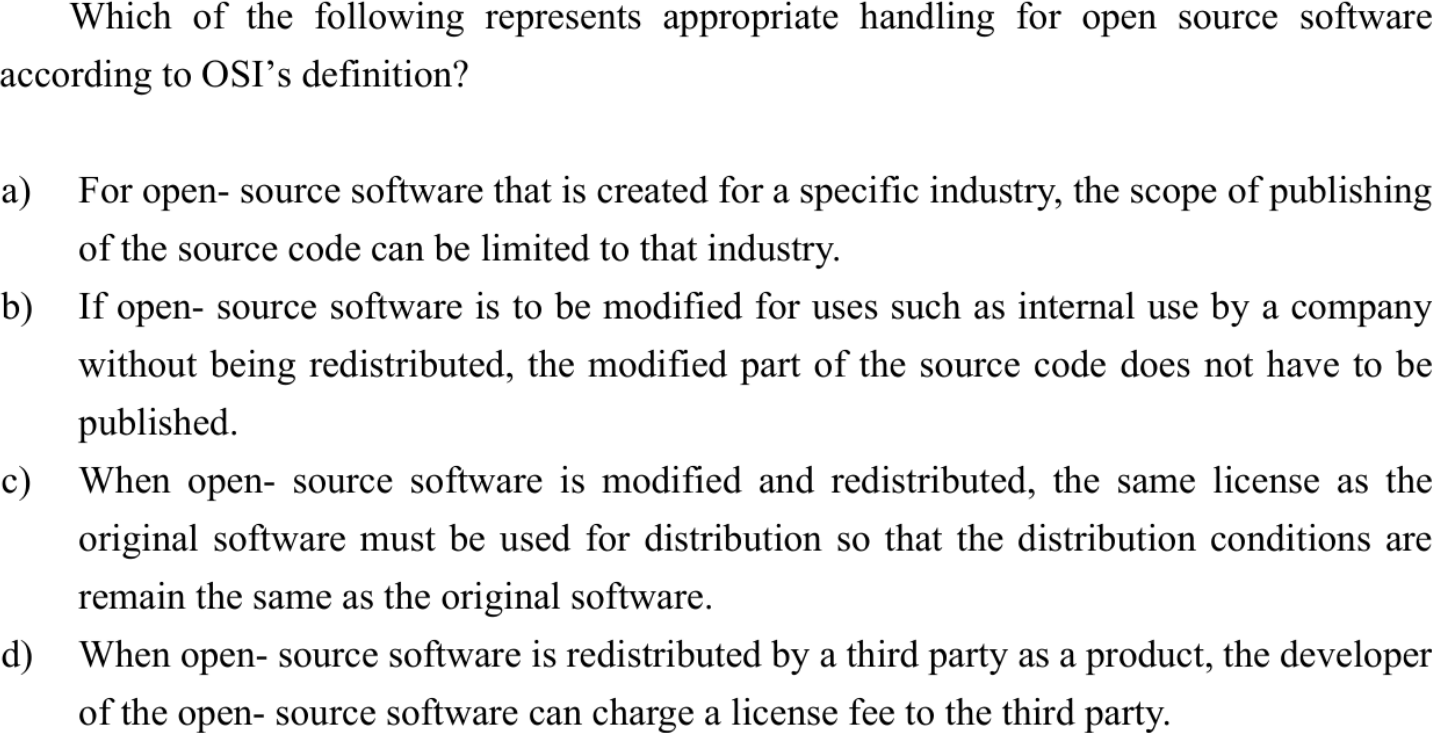 Which of the following represents appropriate handling for open source software
according to OSI’s definition?
a) For open- source software that is created for a specific industry, the scope of publishing
of the source code can be limited to that industry.
b) If open- source software is to be modified for uses such as internal use by a company
without being redistributed, the modified part of the source code does not have to be
published.
c) When open- source software is modified and redistributed, the same license as the
original software must be used for distribution so that the distribution conditions are
remain the same as the original software.
d) When open- source software is redistributed by a third party as a product, the developer
of the open- source software can charge a license fee to the third party.